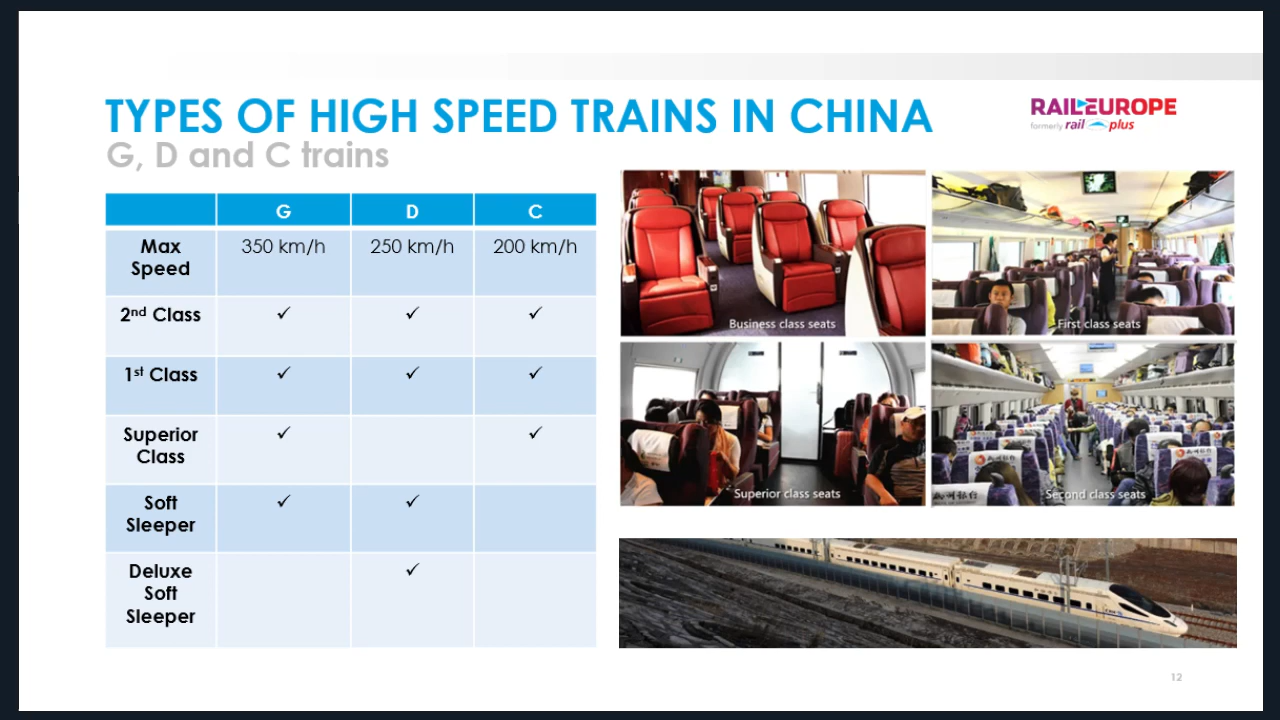 TYPES OF HIGH SPEED TRAINS IN CHINA
RAILEUROPE
formerly rail plus
G, D and C trains
G D C
Max Speed 350 km/h 250 km/h 200 km/h
2nd Class ✓ ✓ ✓
1st Class ✓ ✓ ✓
Superior Class ✓ ✓
Soft Sleeper ✓ ✓
Deluxe Soft Sleeper ✓
Business class seats
First class seats
Superior class seats
Second class seats
12